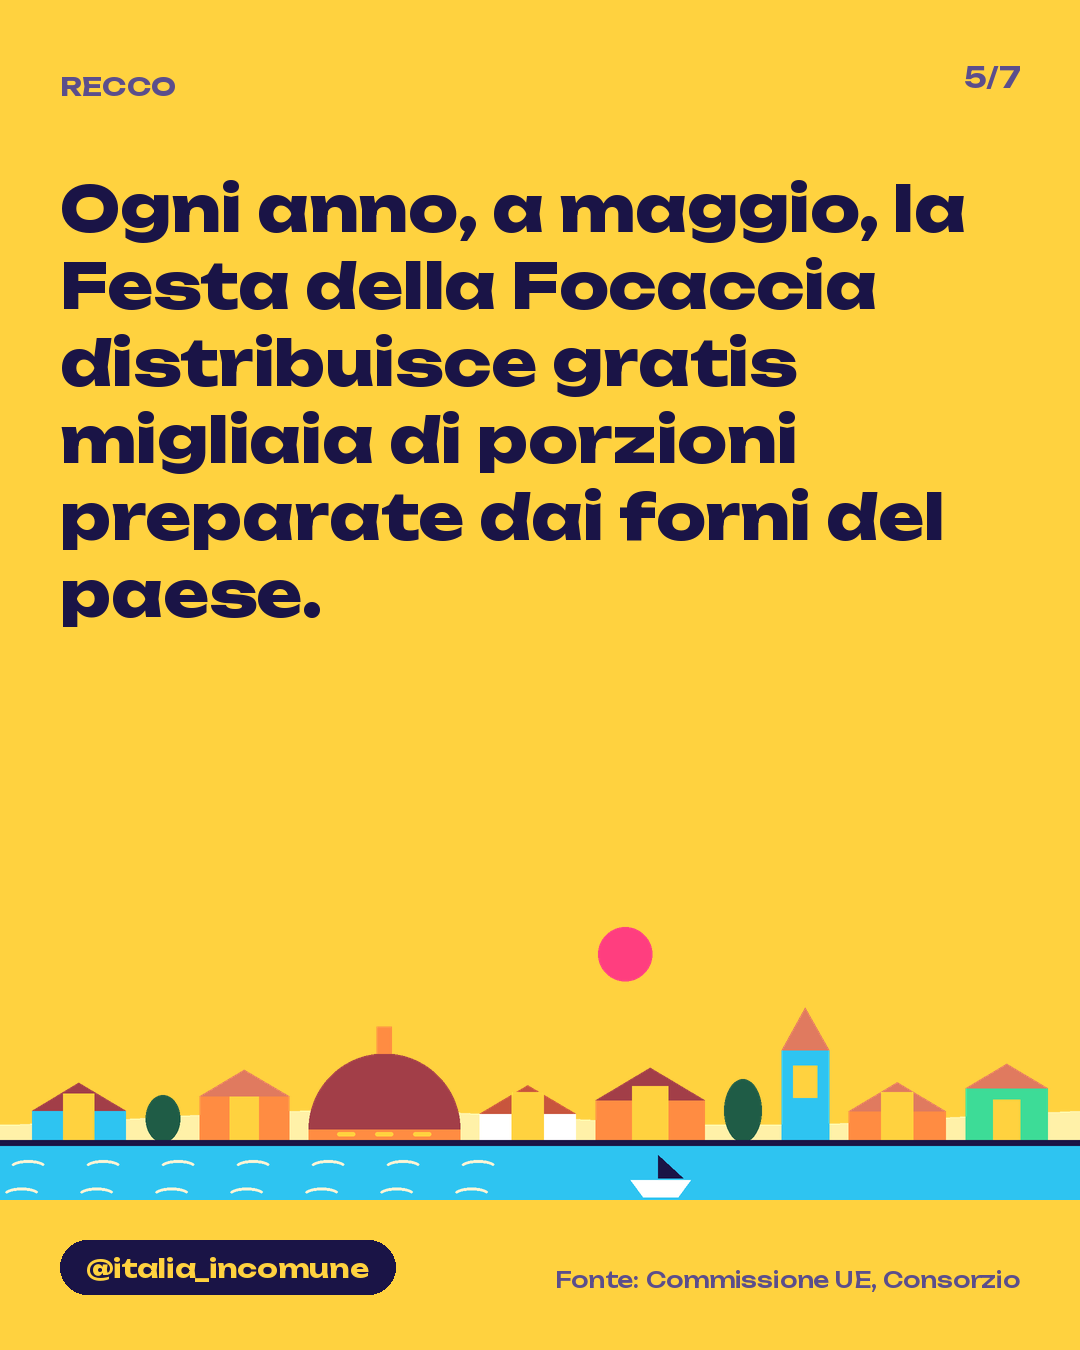 RECCO
5/7
Ogni anno, a maggio, la
Festa della Focaccia
distribuisce gratis
migliaia di porzioni
preparate dai forni del
paese.
@italia_incomune
Fonte: Commissione UE, Consorzio